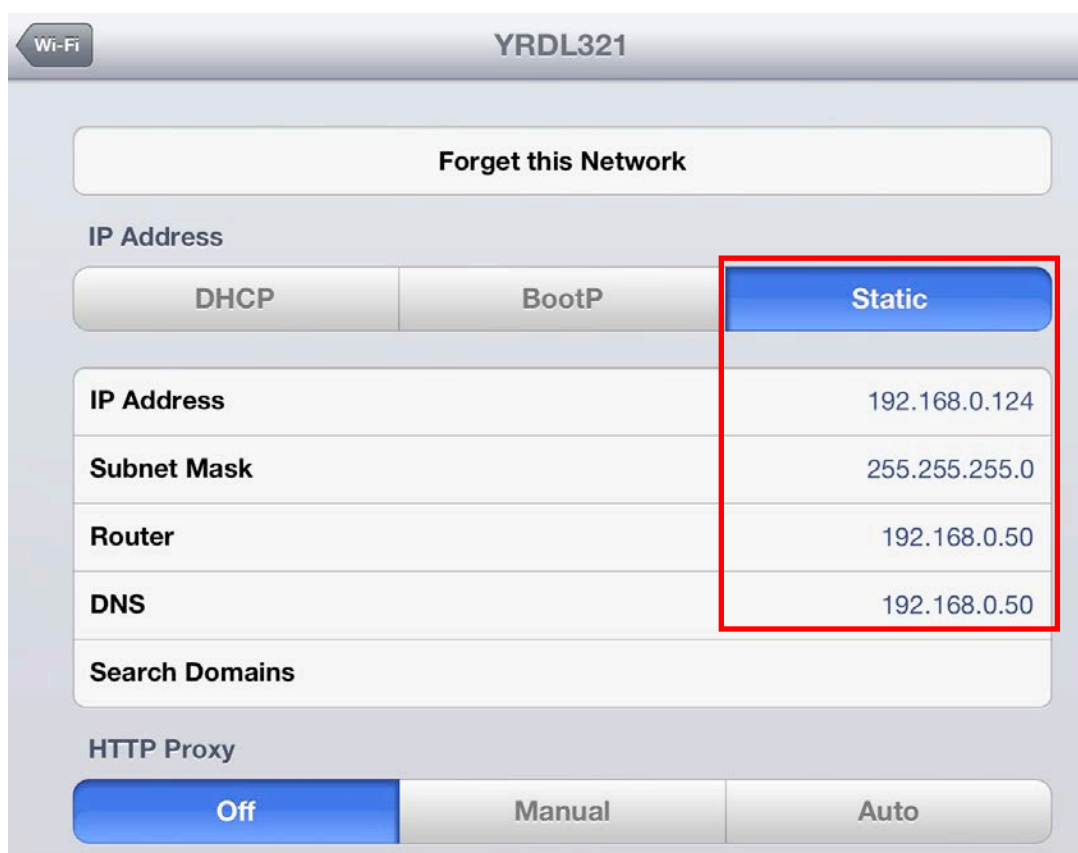 Wi-Fi YRDL321
Forget this Network
IP Address
DHCP BootP Static
IP Address 192.168.0.124
Subnet Mask 255.255.255.0
Router 192.168.0.50
DNS 192.168.0.50
Search Domains
HTTP Proxy
Off Manual Auto